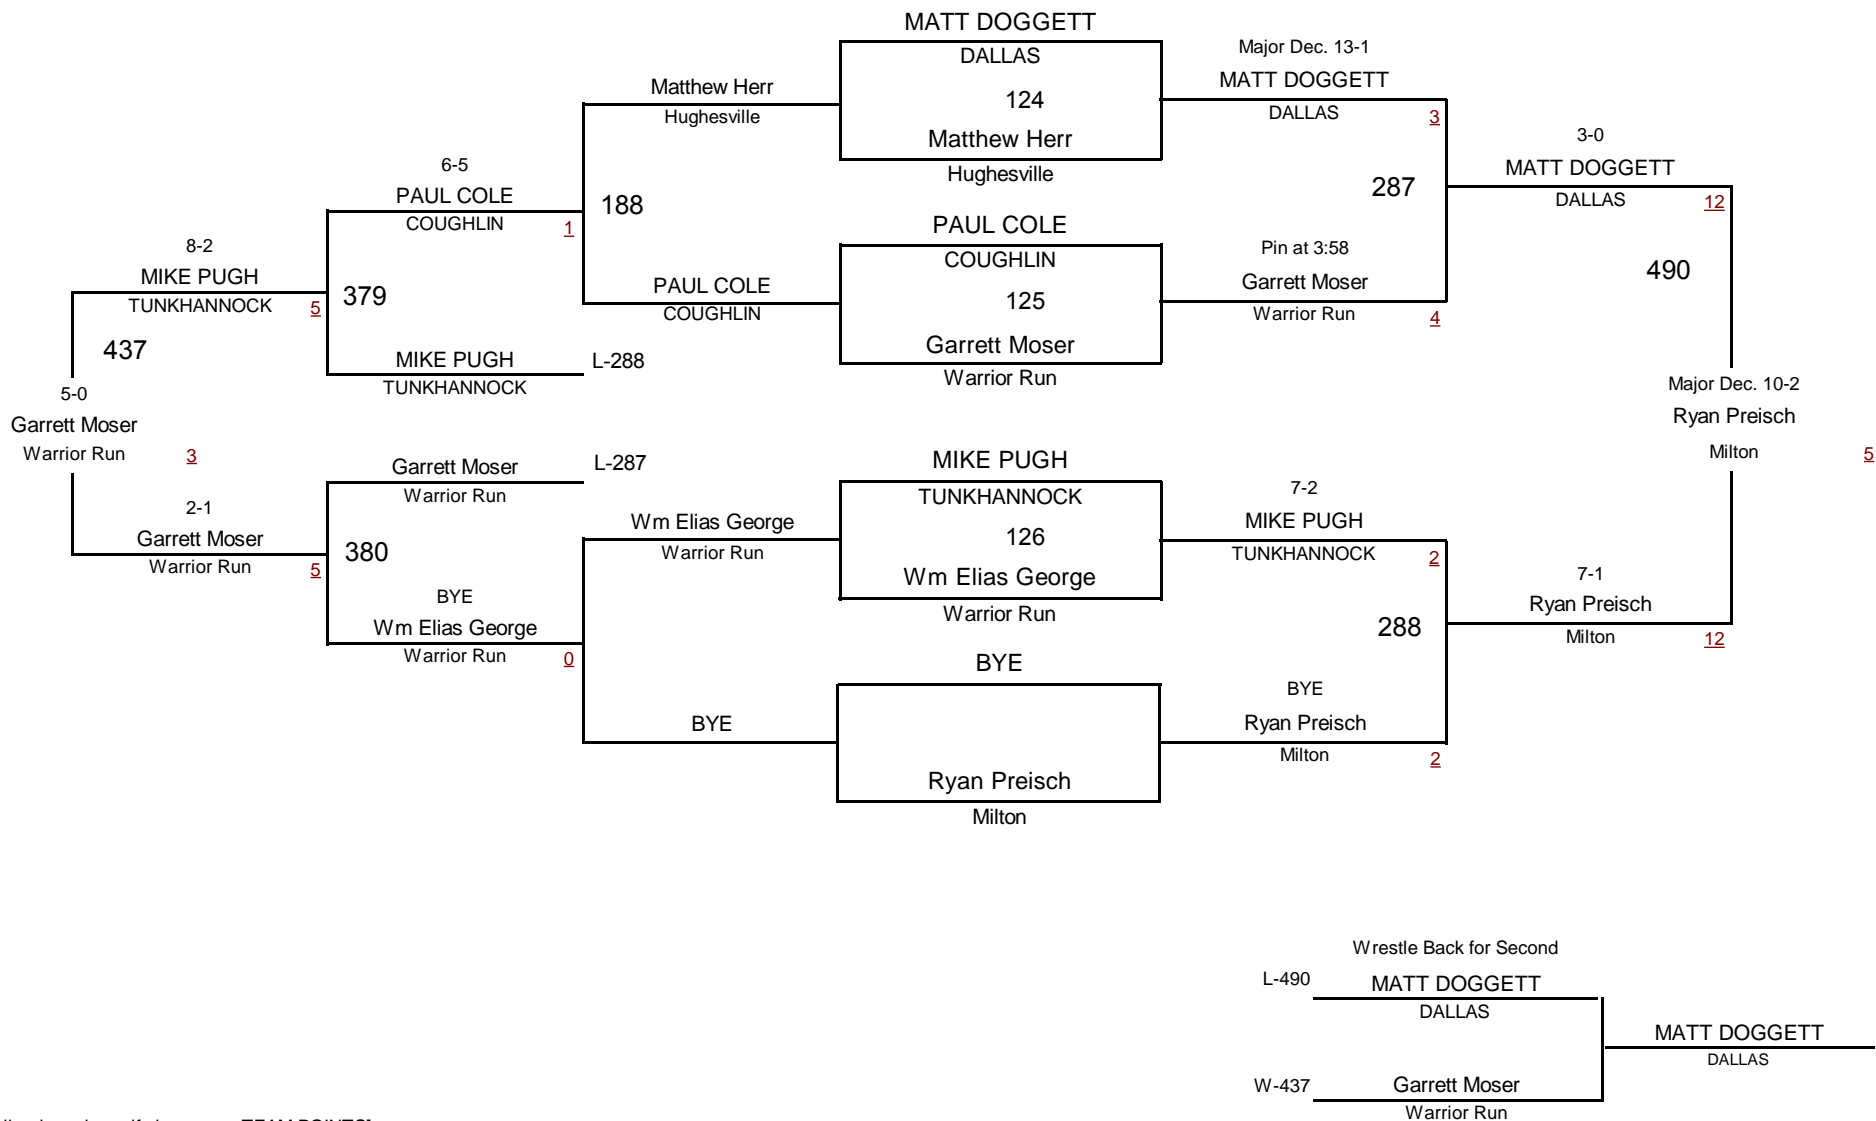 MATT DOGGETT
DALLAS
124
Matthew Herr
Hughesville
Major Dec. 13-1
MATT DOGGETT
DALLAS
3
Matthew Herr
Hughesville
3-0
MATT DOGGETT
DALLAS
12
6-5
PAUL COLE
COUGHLIN
1
188
287
PAUL COLE
COUGHLIN
125
Garrett Moser
Warrior Run
Pin at 3:58
Garrett Moser
Warrior Run
4
490
8-2
MIKE PUGH
TUNKHANNOCK
5
379
PAUL COLE
COUGHLIN
437
MIKE PUGH
TUNKHANNOCK
L-288
5-0
Garrett Moser
Warrior Run
3
Major Dec. 10-2
Ryan Preisch
Milton
5
Garrett Moser
Warrior Run
L-287
MIKE PUGH
TUNKHANNOCK
126
Wm Elias George
Warrior Run
7-2
MIKE PUGH
TUNKHANNOCK
2
2-1
Garrett Moser
Warrior Run
5
380
Wm Elias George
Warrior Run
BYE
Wm Elias George
Warrior Run
0
288
7-1
Ryan Preisch
Milton
12
BYE
Ryan Preisch
Milton
BYE
BYE
Ryan Preisch
Milton
2
Wrestle Back for Second
L-490
MATT DOGGETT
DALLAS
MATT DOGGETT
DALLAS
W-437
Garrett Moser
Warrior Run
TEAM POINTS]